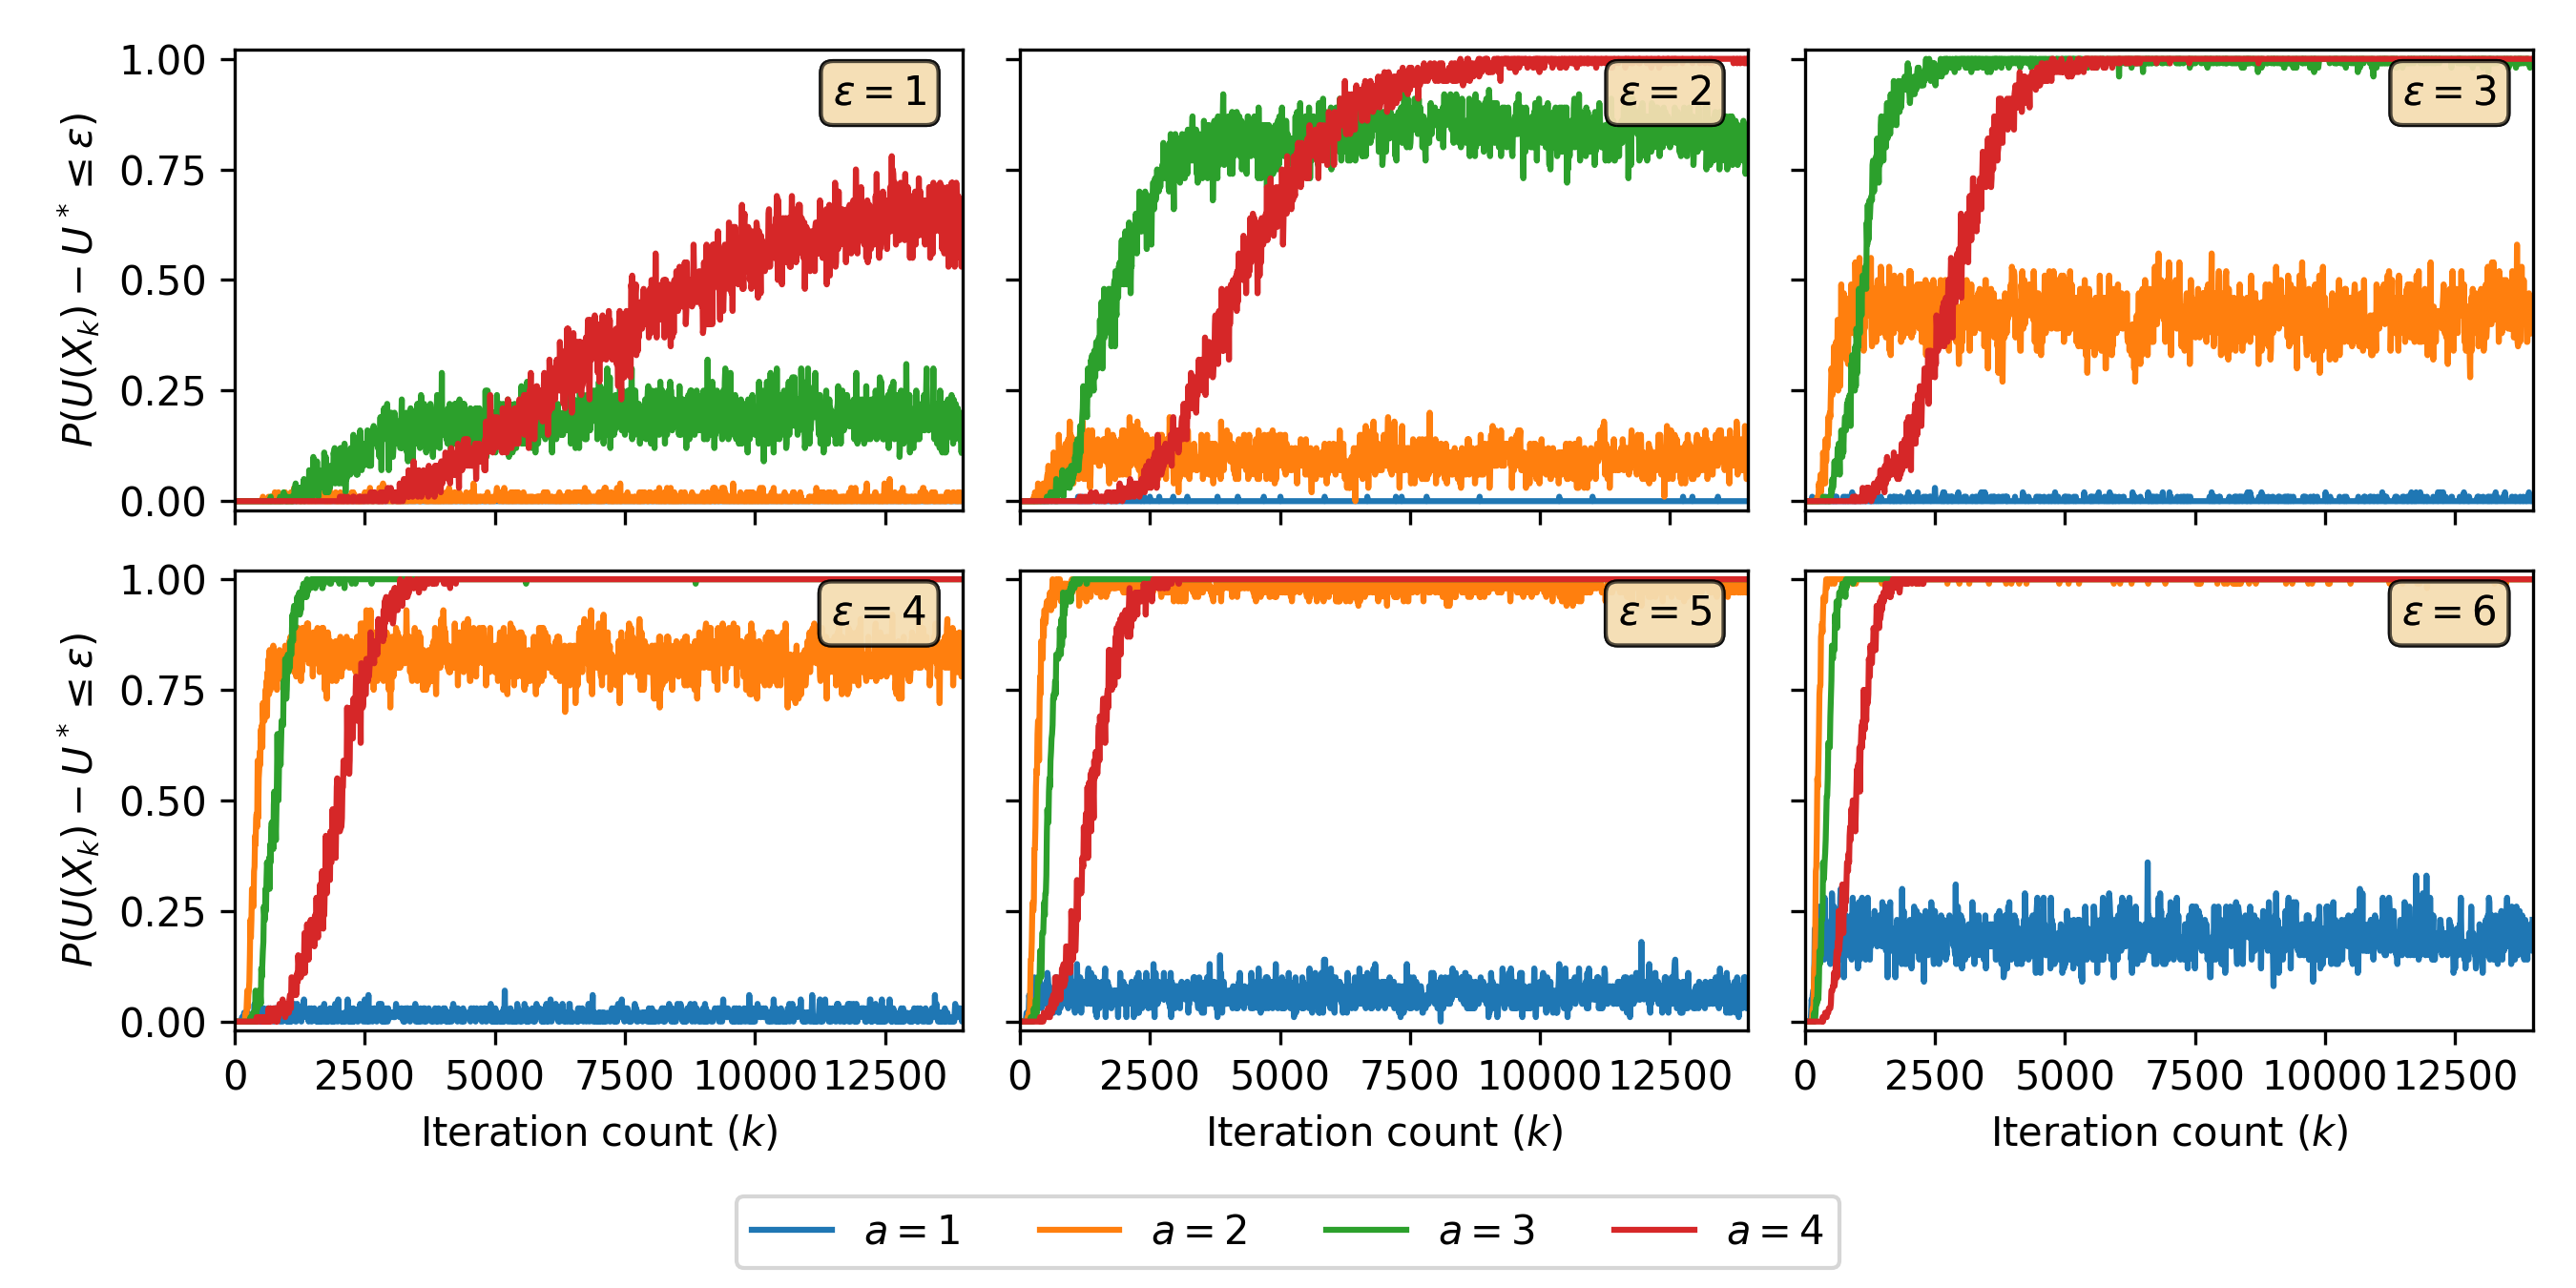 P(U(X_k) − U* ≤ ε)
1.00
0.75
0.50
0.25
0.00
ε = 1
ε = 2
ε = 3
P(U(X_k) − U* ≤ ε)
1.00
0.75
0.50
0.25
0.00
ε = 4
ε = 5
ε = 6
0 2500 5000 7500 10000 12500
0 2500 5000 7500 10000 12500
0 2500 5000 7500 10000 12500
Iteration count (k)
Iteration count (k)
Iteration count (k)
a = 1 a = 2 a = 3 a = 4